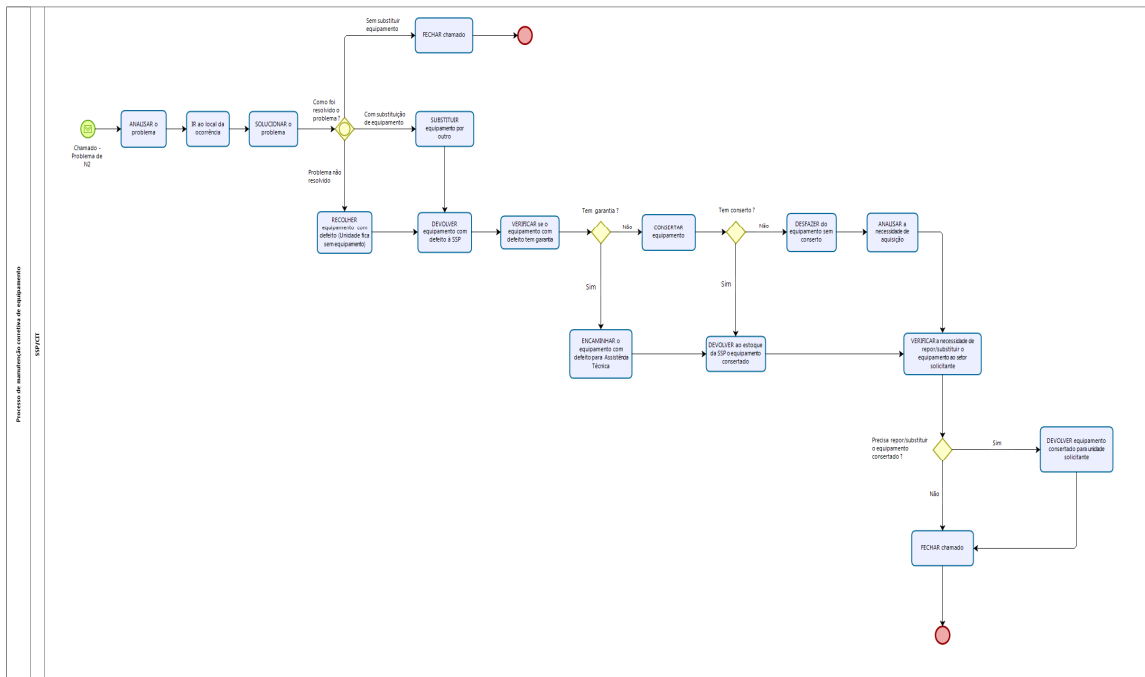 Processo de manutenção corretiva de equipamento
SSP/CIT
Chamado -
Problema de
N2
ANALISAR o
problema
IR ao local da
ocorrência
SOLUCIONAR o
problema
Como foi
resolvido o
problema ?
Sem substituir
equipamento
FECHAR chamado
Com substituição
de equipamento
SUBSTITUIR
equipamento por
outro
Problema não
resolvido
RECOLHER
equipamento com
defeito (Unidade fica
sem equipamento)
DEVOLVER
equipamento com
defeito à SSP
VERIFICAR se o
equipamento com
defeito tem garantia
Tem garantia ?
Não
CONSERTAR
equipamento
Tem conserto ?
Não
DESFAZER do
equipamento sem
conserto
ANALISAR a
necessidade de
aquisição
Sim
Sim
ENCAMINHAR o
equipamento com
defeito para Assistência
Técnica
DEVOLVER ao estoque
da SSP o equipamento
consertado
VERIFICAR a necessidade de
repor/substituir o
equipamento ao setor
solicitante
Precisa repor/substituir
o equipamento
consertado ?
Sim
DEVOLVER equipamento
consertado para unidade
solicitante
Não
FECHAR chamado